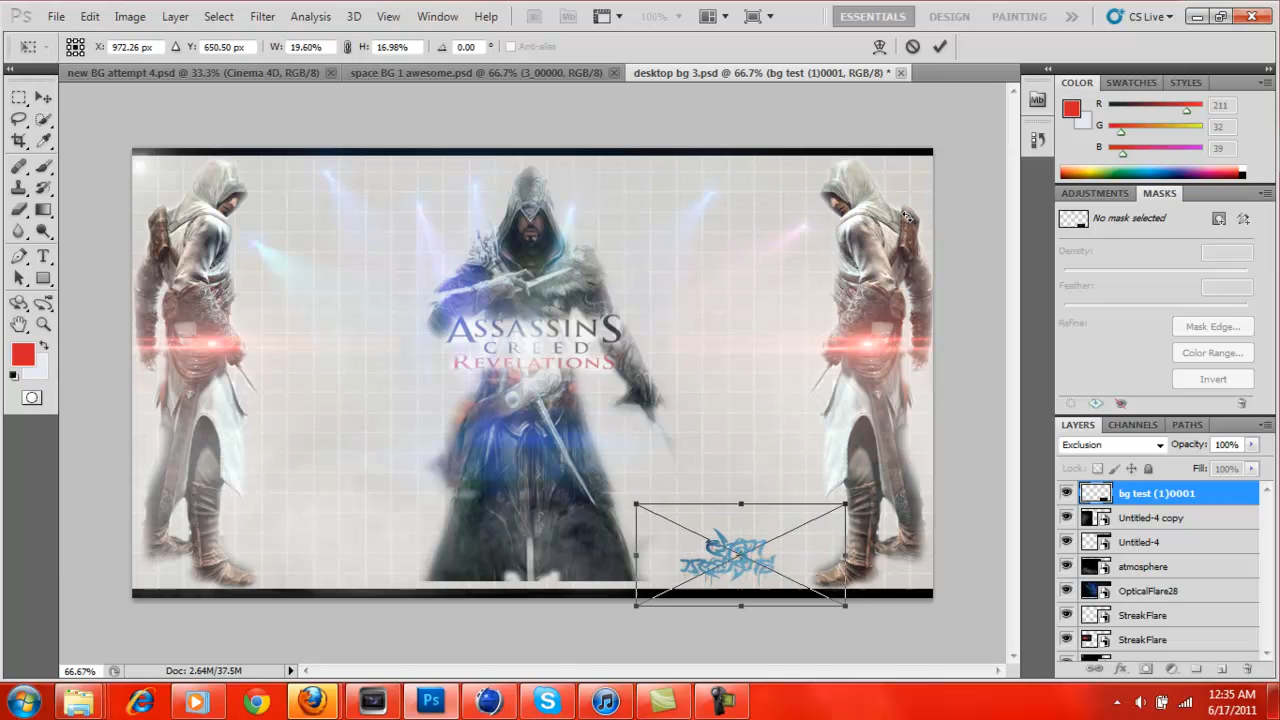 Ps File Edit Image Layer Select Filter Analysis 3D View Window Help Br Mb 100% ESSENTIALS DESIGN PAINTING CS Live
X: 972.26 px Y: 650.50 px W: 19.60% H: 16.98% 0.00 ° Anti-alias
new BG attempt 4.psd @ 33.3% (Cinema 4D, RGB/8) space BG 1 awesome.psd @ 66.7% (3_00000, RGB/8) desktop bg 3.psd @ 66.7% (bg test (1)0001, RGB/8) *
COLOR SWATCHES STYLES
Mb
R 211
G 32
B 39
ADJUSTMENTS MASKS
No mask selected
Density:
Feather:
Refine: Mask Edge...
Color Range...
Invert
ASSASSINS
CREED
REVELATIONS
LAYERS CHANNELS PATHS
Exclusion Opacity: 100%
Lock: Fill: 100%
bg test (1)0001
Untitled-4 copy
Untitled-4
atmosphere
OpticalFlare28
StreakFlare
StreakFlare
66.67% Doc: 2.64M/37.5M
Ps
12:35 AM
6/17/2011